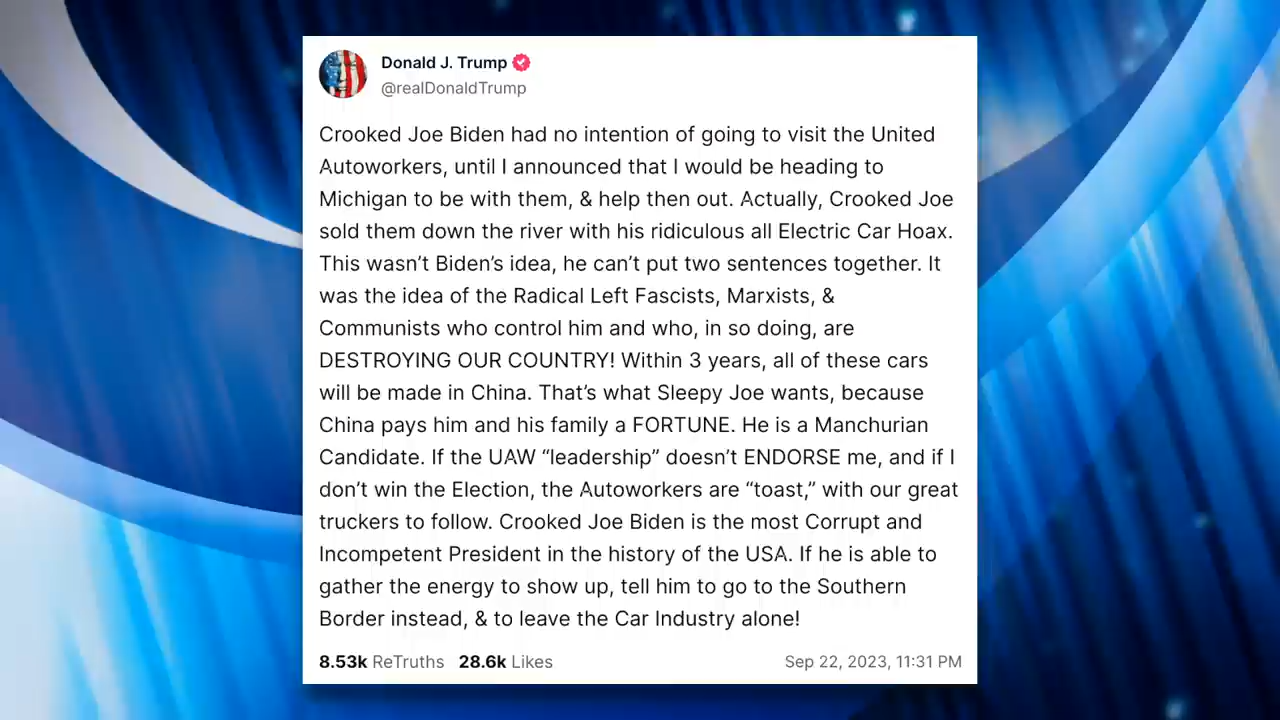 Donald J. Trump
@realDonaldTrump
Crooked Joe Biden had no intention of going to visit the United
Autoworkers, until I announced that I would be heading to
Michigan to be with them, & help then out. Actually, Crooked Joe
sold them down the river with his ridiculous all Electric Car Hoax.
This wasn’t Biden’s idea, he can’t put two sentences together. It
was the idea of the Radical Left Fascists, Marxists, &
Communists who control him and who, in so doing, are
DESTROYING OUR COUNTRY! Within 3 years, all of these cars
will be made in China. That’s what Sleepy Joe wants, because
China pays him and his family a FORTUNE. He is a Manchurian
Candidate. If the UAW “leadership” doesn’t ENDORSE me, and if I
don’t win the Election, the Autoworkers are “toast,” with our great
truckers to follow. Crooked Joe Biden is the most Corrupt and
Incompetent President in the history of the USA. If he is able to
gather the energy to show up, tell him to go to the Southern
Border instead, & to leave the Car Industry alone!
8.53k ReTruths 28.6k Likes Sep 22, 2023, 11:31 PM